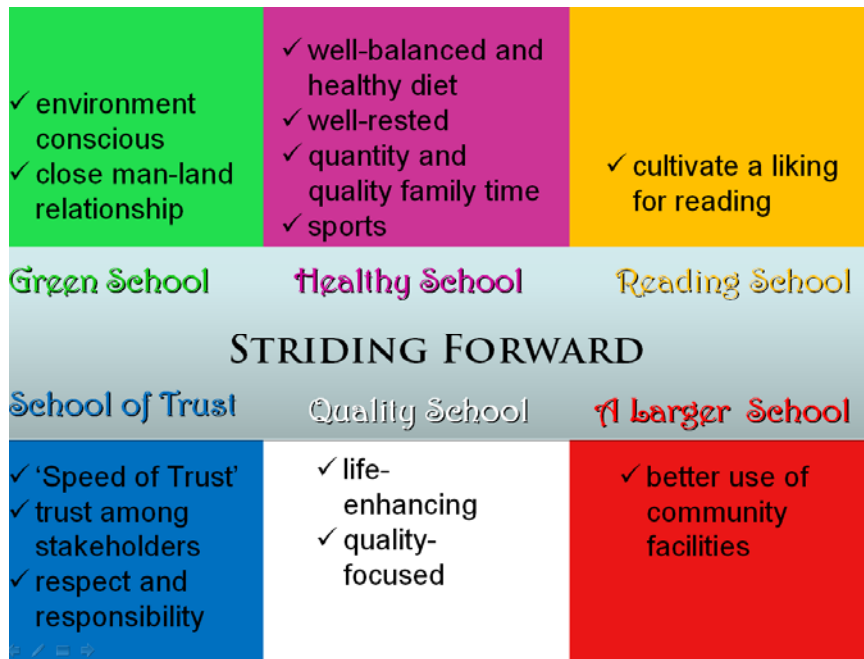 ✓ environment
conscious
✓ close man-land
relationship
✓ well-balanced and
healthy diet
✓ well-rested
✓ quantity and
quality family time
✓ sports
✓ cultivate a liking
for reading
Green School
Healthy School
Reading School
STRIDING FORWARD
School of Trust
Quality School
A Larger School
✓ 'Speed of Trust'
✓ trust among
stakeholders
✓ respect and
responsibility
✓ life-
enhancing
✓ quality-
focused
✓ better use of
community
facilities